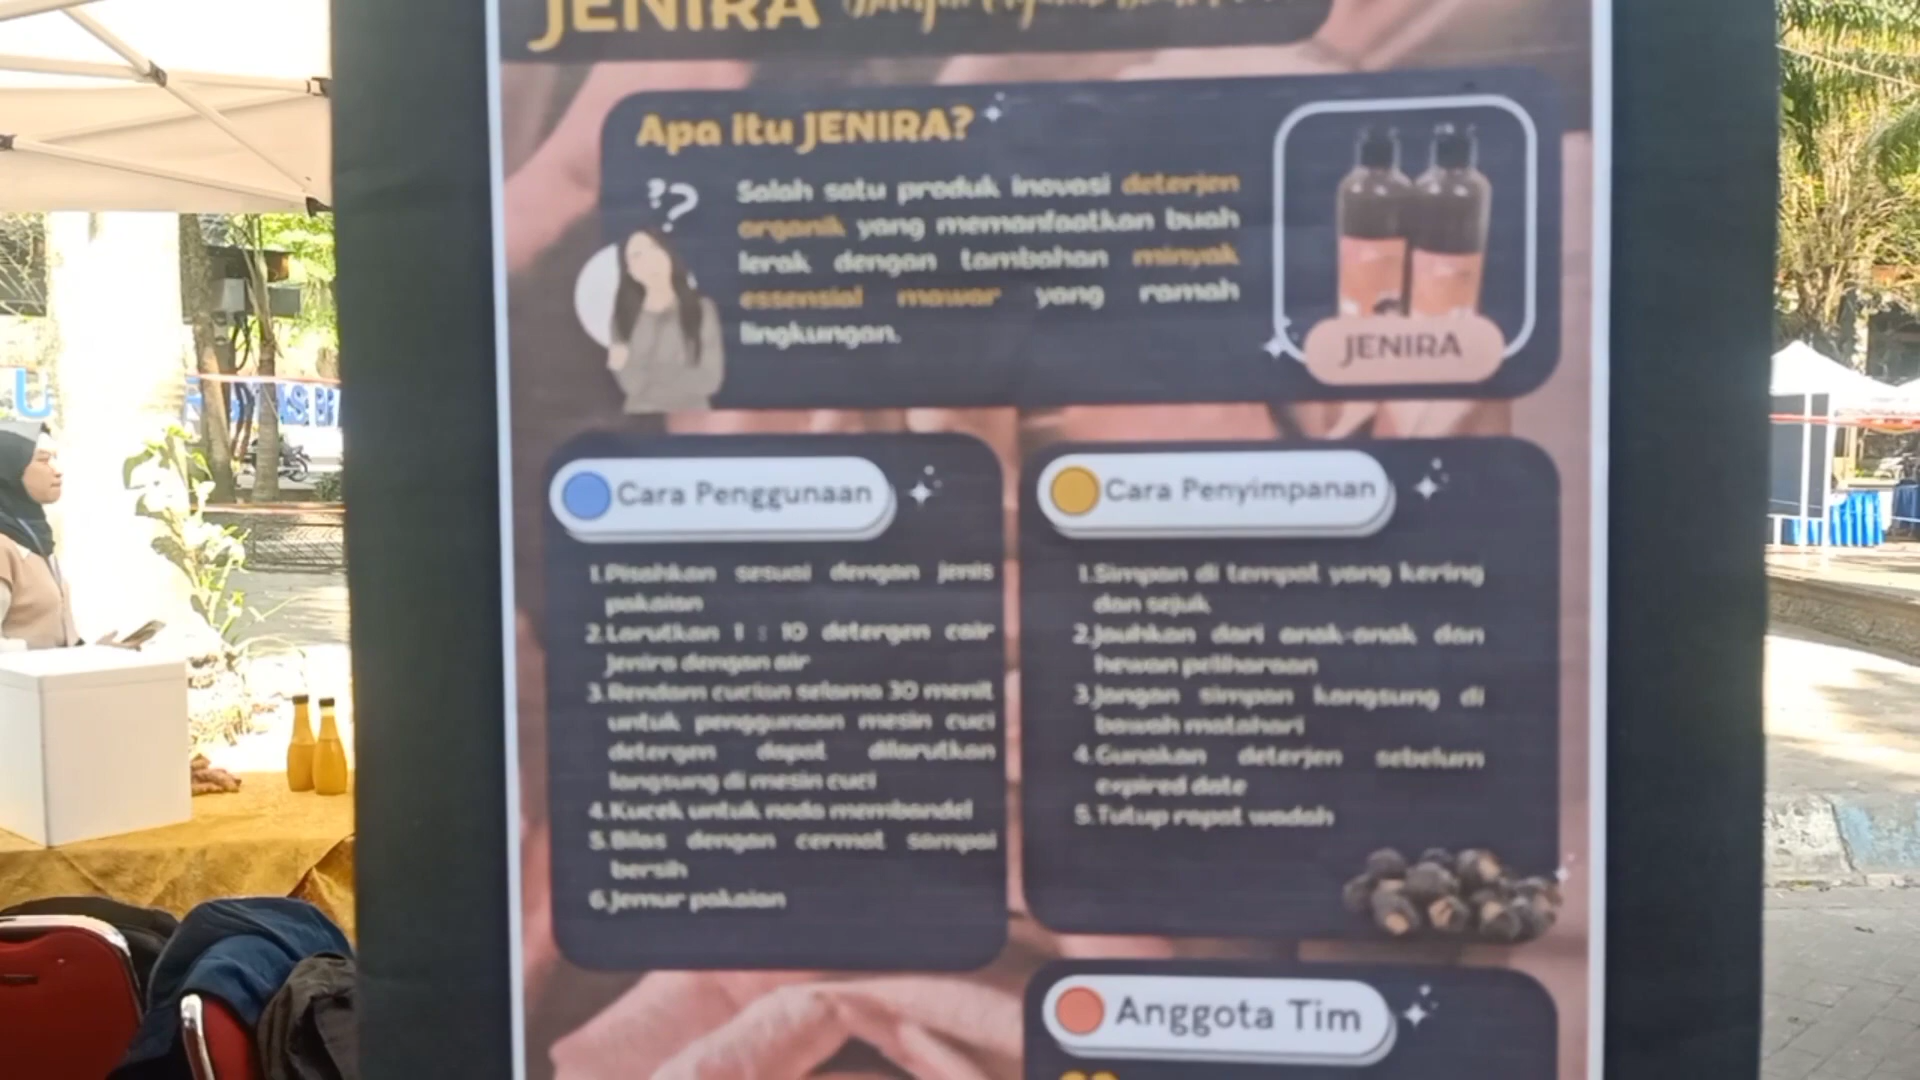 JENIRA
Apa itu JENIRA?
Salah satu produk inovasi deterjen
organik yang memanfaatkan buah
lerak dengan tambahan minyak
essensial mawar yang ramah
lingkungan.
JENIRA
Cara Penggunaan
1.Pisahkan sesuai dengan jenis
pakaian
2.Larutkan 1 : 10 detergen cair
Jenira dengan air
3.Rendam cucian selama 30 menit
untuk penggunaan mesin cuci
detergen dapat dilarutkan
langsung di mesin cuci
4.Kucek untuk noda membandel
5.Bilas dengan cermat sampai
bersih
6.Jemur pakaian
Cara Penyimpanan
1.Simpan di tempat yang kering
dan sejuk
2.Jauhkan dari anak-anak dan
hewan peliharaan
3.Jangan simpan langsung di
bawah matahari
4.Gunakan deterjen sebelum
expired date
5.Tutup rapat wadah
Anggota Tim